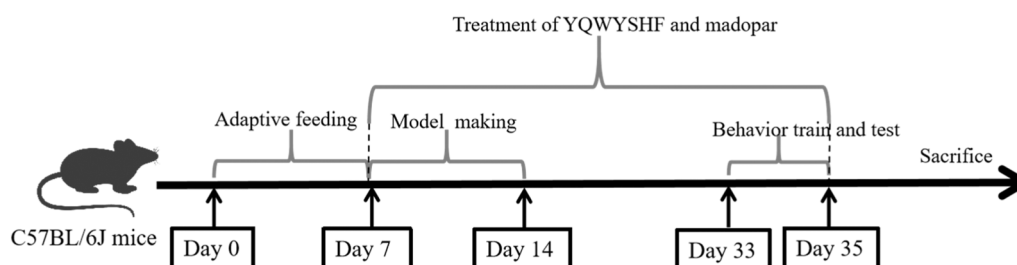 Treatment of YQWYSHF and madopar
Adaptive feeding
Model making
Behavior train and test
Sacrifice
C57BL/6J mice
Day 0
Day 7
Day 14
Day 33
Day 35